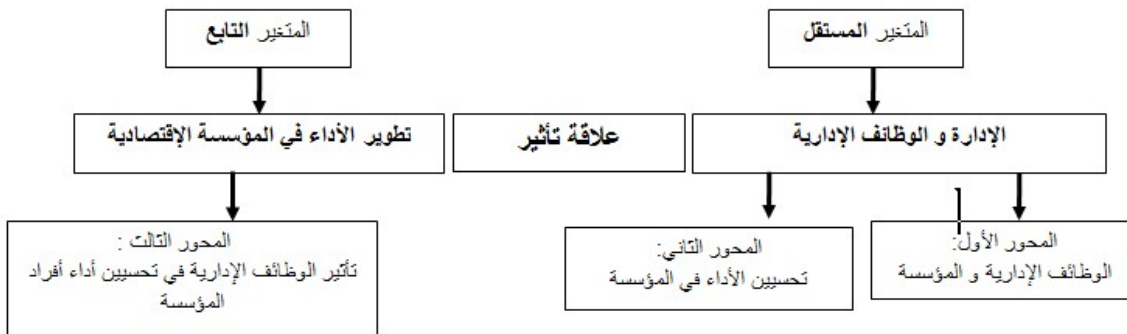 المتغير المستقل
المتغير التابع
الإدارة و الوظائف الإدارية
علاقة تأثير
تطوير الأداء في المؤسسة الإقتصادية
المحور الأول:
الوظائف الإدارية و المؤسسة
المحور الثاني:
تحسيين الأداء في المؤسسة
المحور الثالث :
تأثير الوظائف الإدارية في تحسيين أداء أفراد
المؤسسة